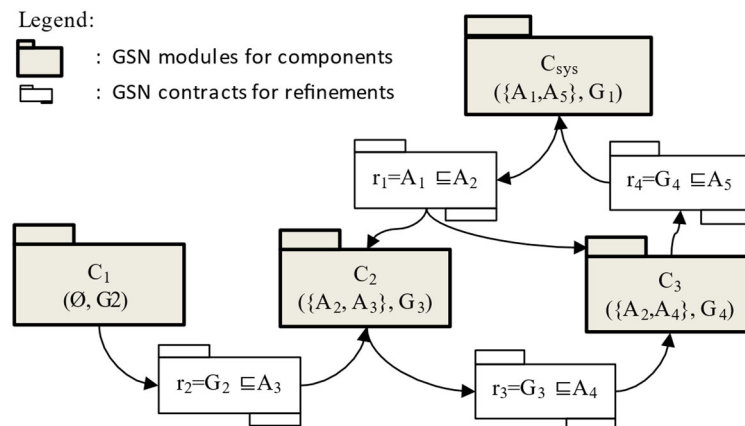 Legend:
: GSN modules for components
: GSN contracts for refinements
C_sys
({A₁,A₅}, G₁)
r₁=A₁ ⊑A₂
r₄=G₄ ⊑A₅
C₁
(Ø, G2)
C₂
({A₂, A₃}, G₃)
C₃
({A₂,A₄}, G₄)
r₂=G₂ ⊑A₃
r₃=G₃ ⊑A₄